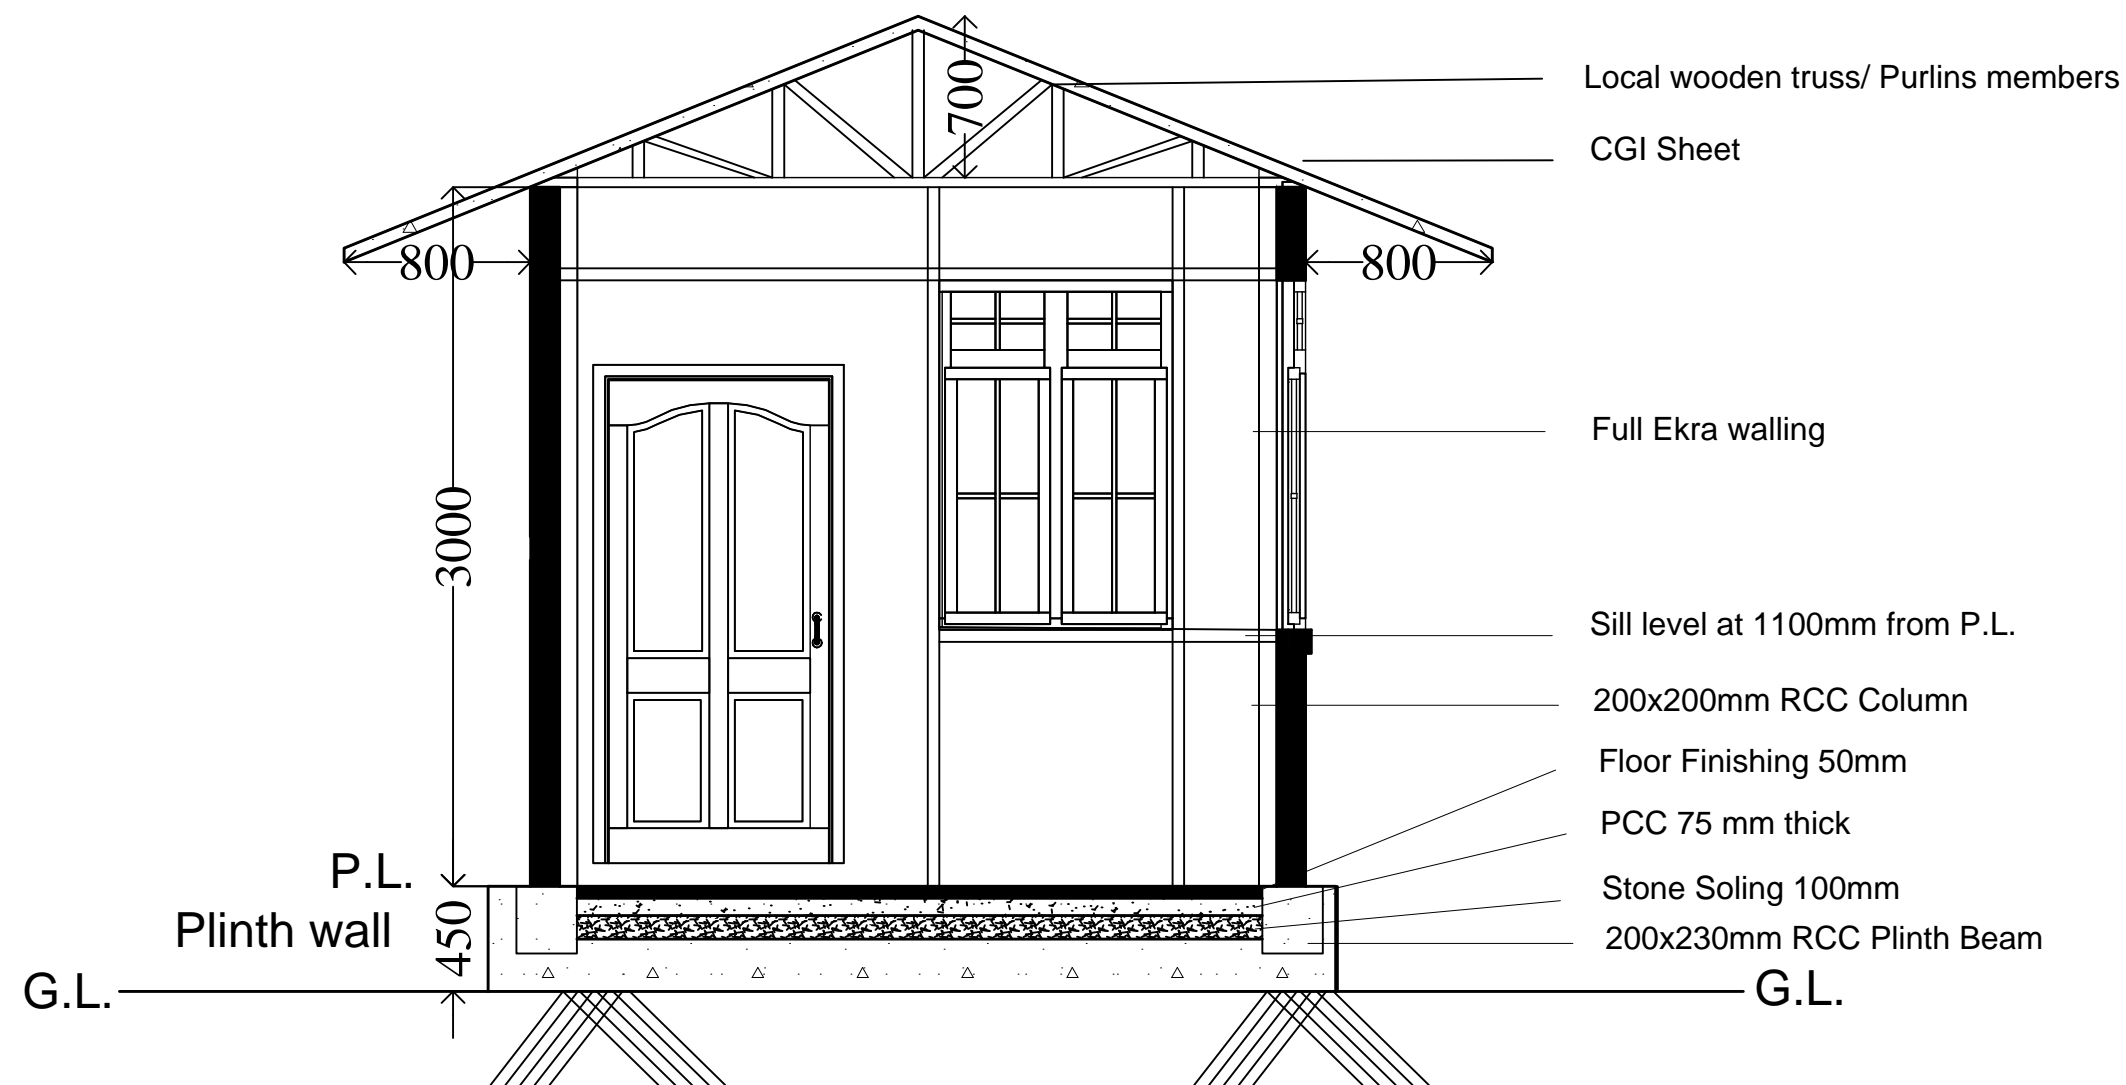 700
Local wooden truss/ Purlins members
CGI Sheet
800
800
Full Ekra walling
3000
Sill level at 1100mm from P.L.
200x200mm RCC Column
Floor Finishing 50mm
PCC 75 mm thick
P.L.
Stone Soling 100mm
Plinth wall
450
200x230mm RCC Plinth Beam
G.L.
G.L.